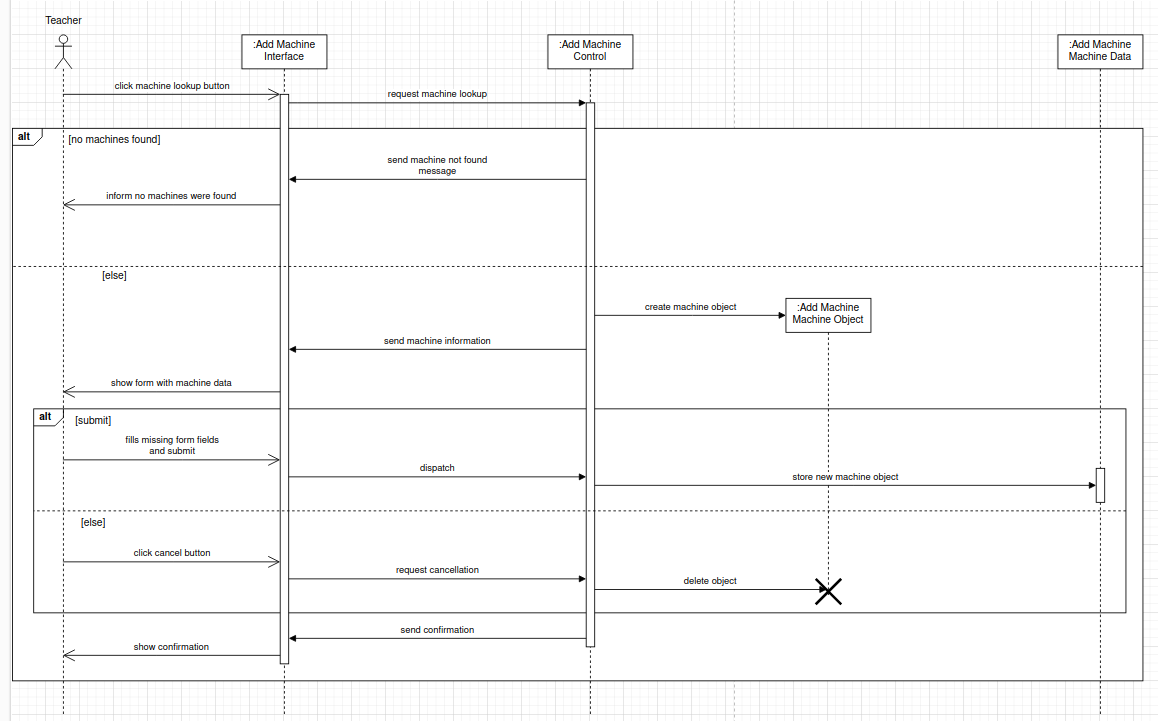 Teacher
:Add Machine
Interface
:Add Machine
Control
:Add Machine
Machine Data
click machine lookup button
request machine lookup
alt
[no machines found]
send machine not found
message
inform no machines were found
[else]
create machine object
:Add Machine
Machine Object
send machine information
show form with machine data
alt
[submit]
fills missing form fields
and submit
dispatch
store new machine object
[else]
click cancel button
request cancellation
delete object
send confirmation
show confirmation